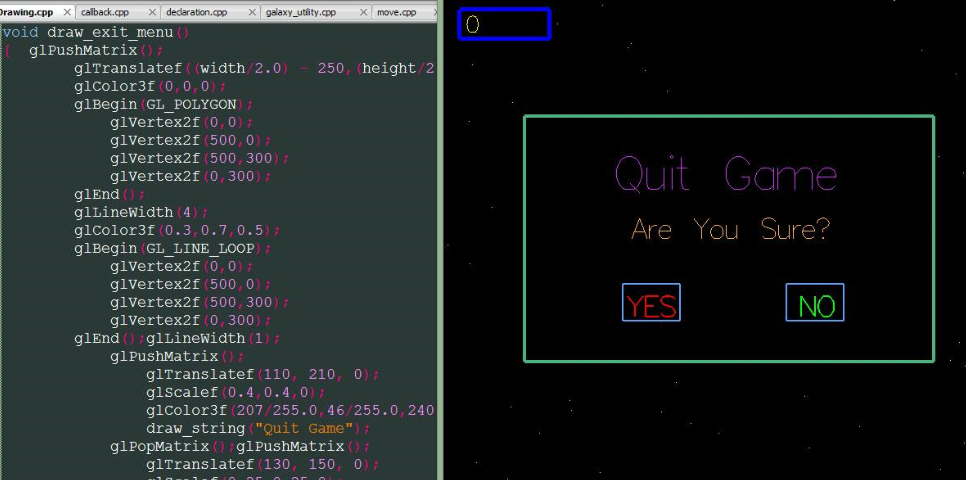 Drawing.cpp callback.cpp declaration.cpp galaxy_utility.cpp move.cpp
void draw_exit_menu()
{ glPushMatrix();
glTranslatef((width/2.0) - 250,(height/2
glColor3f(0,0,0);
glBegin(GL_POLYGON);
glVertex2f(0,0);
glVertex2f(500,0);
glVertex2f(500,300);
glVertex2f(0,300);
glEnd();
glLineWidth(4);
glColor3f(0.3,0.7,0.5);
glBegin(GL_LINE_LOOP);
glVertex2f(0,0);
glVertex2f(500,0);
glVertex2f(500,300);
glVertex2f(0,300);
glEnd();glLineWidth(1);
glPushMatrix();
glTranslatef(110, 210, 0);
glScalef(0.4,0.4,0);
glColor3f(207/255.0,46/255.0,240
draw_string("Quit Game");
glPopMatrix();glPushMatrix();
glTranslatef(130, 150, 0);
0
Quit Game
Are You Sure?
YES NO